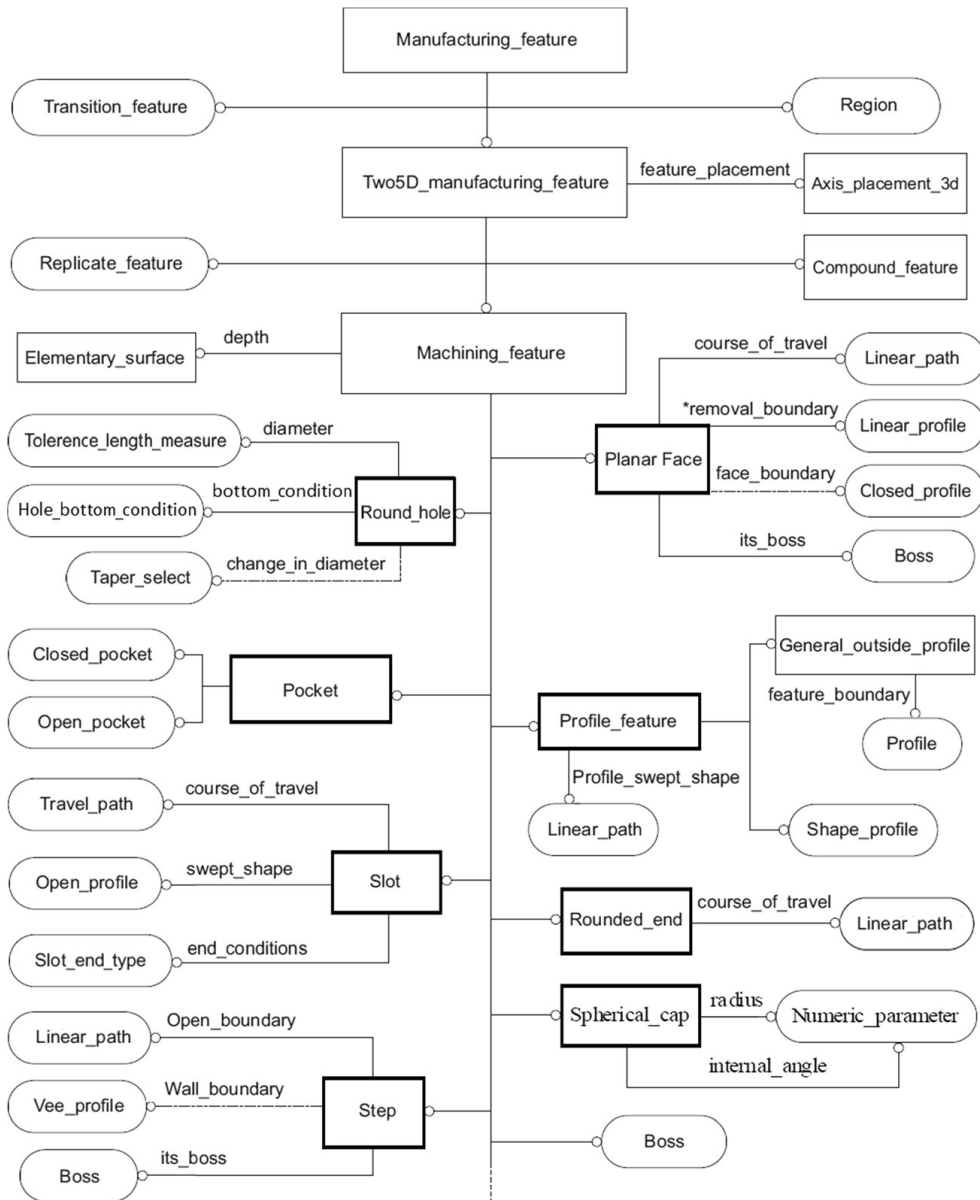 Manufacturing_feature
Transition_feature
Region
Two5D_manufacturing_feature
feature_placement
Axis_placement_3d
Replicate_feature
Compound_feature
Elementary_surface
depth
Machining_feature
course_of_travel
Linear_path
*removal_boundary
Linear_profile
Planar Face
face_boundary
Closed_profile
its_boss
Boss
Tolerence_length_measure
diameter
Hole_bottom_condition
bottom_condition
Round_hole
Taper_select
change_in_diameter
Closed_pocket
Pocket
Open_pocket
General_outside_profile
feature_boundary
Profile
Profile_feature
Profile_swept_shape
Linear_path
Shape_profile
Travel_path
course_of_travel
Open_profile
swept_shape
Slot
Slot_end_type
end_conditions
Rounded_end
course_of_travel
Linear_path
Spherical_cap
radius
Numeric_parameter
internal_angle
Linear_path
Open_boundary
Vee_profile
Wall_boundary
Step
Boss
its_boss
Boss